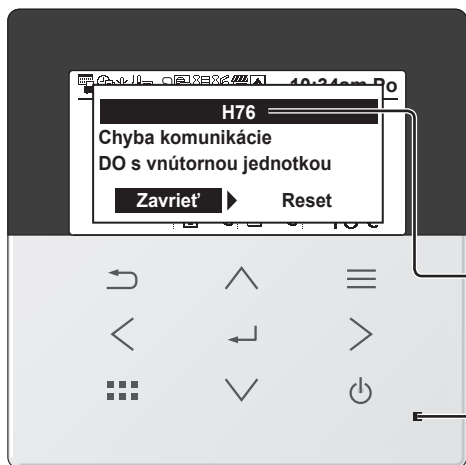 10:34am Po
H76
Chyba komunikácie
DO s vnútornou jednotkou
Zavrieť Reset